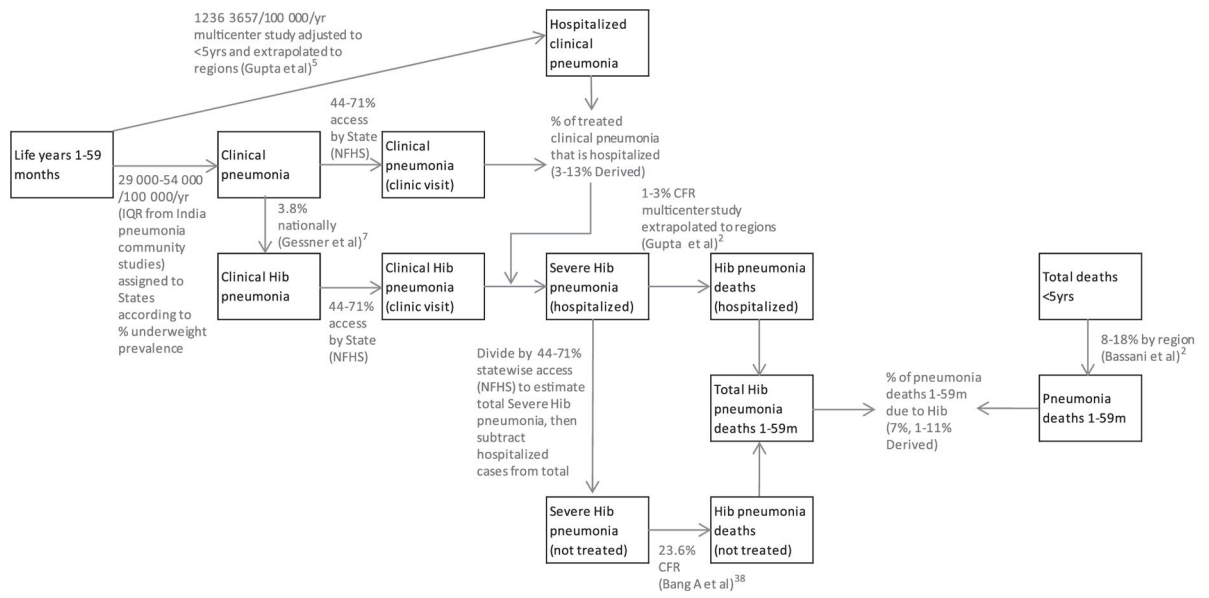 1236 3657/100 000/yr
multicenter study adjusted to
<5yrs and extrapolated to
regions (Gupta et al)5
Hospitalized
clinical
pneumonia
44-71%
access
by State
(NFHS)
% of treated
clinical pneumonia
that is hospitalized
(3-13% Derived)
Life years 1-59
months
Clinical
pneumonia
Clinical
pneumonia
(clinic visit)
29 000-54 000
/100 000/yr
(IQR from India
pneumonia
community
studies)
assigned to
States
according to
% underweight
prevalence
3.8%
nationally
(Gessner et al)7
1-3% CFR
multicenter study
extrapolated to regions
(Gupta et al)2
Clinical Hib
pneumonia
Clinical Hib
pneumonia
(clinic visit)
Severe Hib
pneumonia
(hospitalized)
Hib pneumonia
deaths
(hospitalized)
Total deaths
<5yrs
44-71%
access
by State
(NFHS)
Divide by 44-71%
statewise access
(NFHS) to estimate
total Severe Hib
pneumonia, then
subtract
hospitalized
cases from total
8-18% by region
(Bassani et al)2
Total Hib
pneumonia
deaths 1-59m
% of pneumonia
deaths 1-59m
due to Hib
(7%, 1-11%
Derived)
Pneumonia
deaths 1-59m
Severe Hib
pneumonia
(not treated)
Hib pneumonia
deaths
(not treated)
23.6%
CFR
(Bang A et al)38